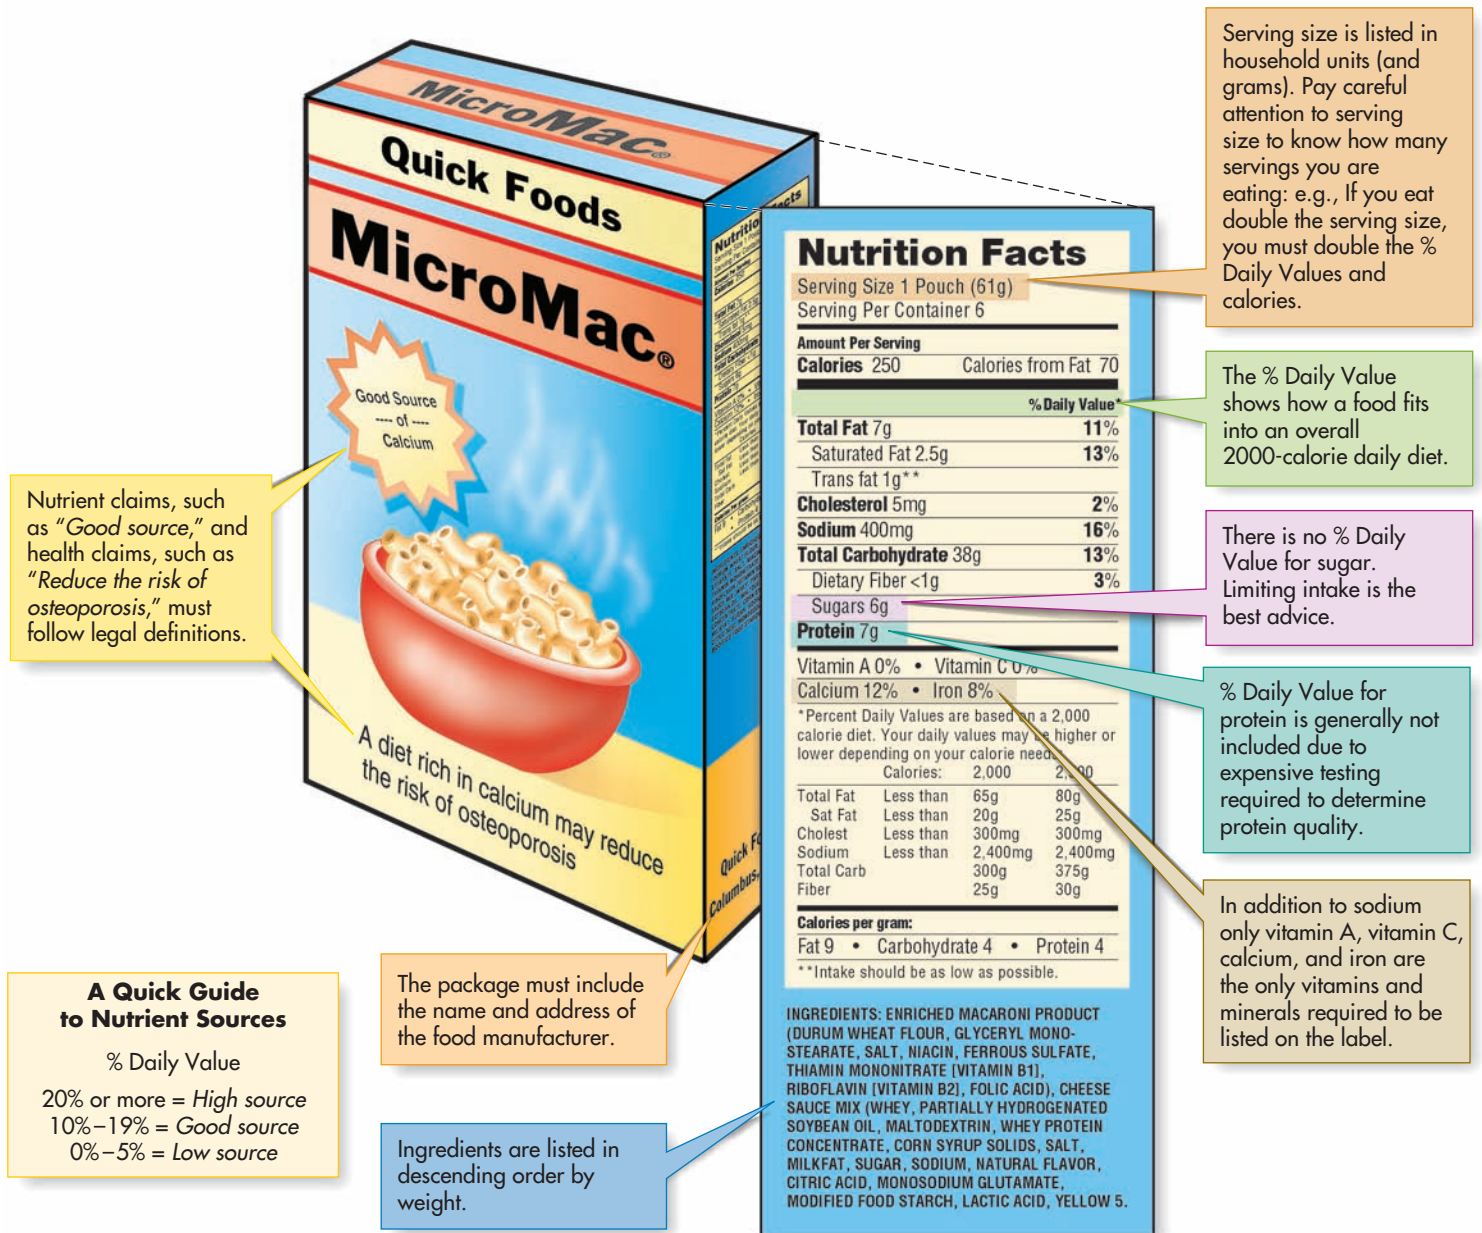 MicroMac®
Quick Foods
MicroMac®
Good Source
---- of ----
Calcium
A diet rich in calcium may reduce
the risk of osteoporosis
Quick Fo
Columbus,
Nutrient claims, such
as “Good source,” and
health claims, such as
“Reduce the risk of
osteoporosis,” must
follow legal definitions.
A Quick Guide
to Nutrient Sources
% Daily Value
20% or more = High source
10%–19% = Good source
0%–5% = Low source
The package must include
the name and address of
the food manufacturer.
Ingredients are listed in
descending order by
weight.
Nutrition Facts
Serving Size 1 Pouch (61g)
Serving Per Container 6
Amount Per Serving
Calories 250 Calories from Fat 70
% Daily Value*
Total Fat 7g 11%
Saturated Fat 2.5g 13%
Trans fat 1g**
Cholesterol 5mg 2%
Sodium 400mg 16%
Total Carbohydrate 38g 13%
Dietary Fiber <1g 3%
Sugars 6g
Protein 7g
Vitamin A 0% • Vitamin C 0%
Calcium 12% • Iron 8%
*Percent Daily Values are based on a 2,000
calorie diet. Your daily values may be higher or
lower depending on your calorie needs.
Calories: 2,000
Total Fat Less than 65g 80g
Sat Fat Less than 20g 25g
Cholest Less than 300mg 300mg
Sodium Less than 2,400mg 2,400mg
Total Carb 300g 375g
Fiber 25g 30g
Calories per gram:
Fat 9 • Carbohydrate 4 • Protein 4
**Intake should be as low as possible.
INGREDIENTS: ENRICHED MACARONI PRODUCT
(DURUM WHEAT FLOUR, GLYCERYL MONO-
STEARATE, SALT, NIACIN, FERROUS SULFATE,
THIAMIN MONONITRATE [VITAMIN B1],
RIBOFLAVIN [VITAMIN B2], FOLIC ACID), CHEESE
SAUCE MIX (WHEY, PARTIALLY HYDROGENATED
SOYBEAN OIL, MALTODEXTRIN, WHEY PROTEIN
CONCENTRATE, CORN SYRUP SOLIDS, SALT,
MILKFAT, SUGAR, SODIUM, NATURAL FLAVOR,
CITRIC ACID, MONOSODIUM GLUTAMATE,
MODIFIED FOOD STARCH, LACTIC ACID, YELLOW 5.
Serving size is listed in
household units (and
grams). Pay careful
attention to serving
size to know how many
servings you are
eating: e.g., If you eat
double the serving size,
you must double the %
Daily Values and
calories.
The % Daily Value
shows how a food fits
into an overall
2000-calorie daily diet.
There is no % Daily
Value for sugar.
Limiting intake is the
best advice.
% Daily Value for
protein is generally not
included due to
expensive testing
required to determine
protein quality.
In addition to sodium
only vitamin A, vitamin C,
calcium, and iron are
the only vitamins and
minerals required to be
listed on the label.